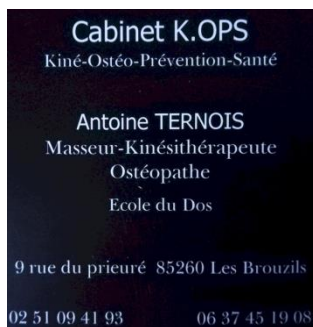 Cabinet K.OPS
Kiné-Ostéo-Prévention-Santé
Antoine TERNOIS
Masseur-Kinésithérapeute
Ostéopathe
Ecole du Dos
9 rue du prieuré 85260 Les Brouzils
02 51 09 41 93 06 37 45 19 08